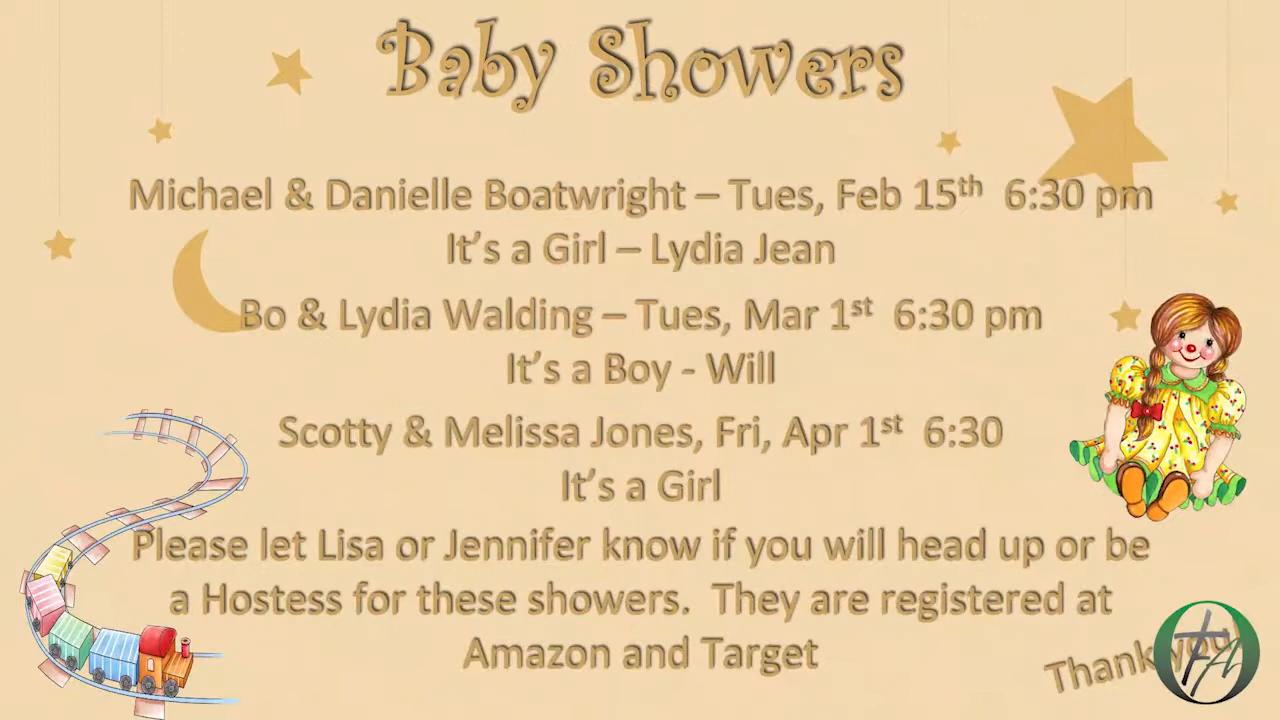 Baby Showers
Michael & Danielle Boatwright – Tues, Feb 15th 6:30 pm
It's a Girl – Lydia Jean
Bo & Lydia Walding – Tues, Mar 1st 6:30 pm
It's a Boy - Will
Scotty & Melissa Jones, Fri, Apr 1st 6:30
It's a Girl
Please let Lisa or Jennifer know if you will head up or be
a Hostess for these showers. They are registered at
Amazon and Target
Thank you!